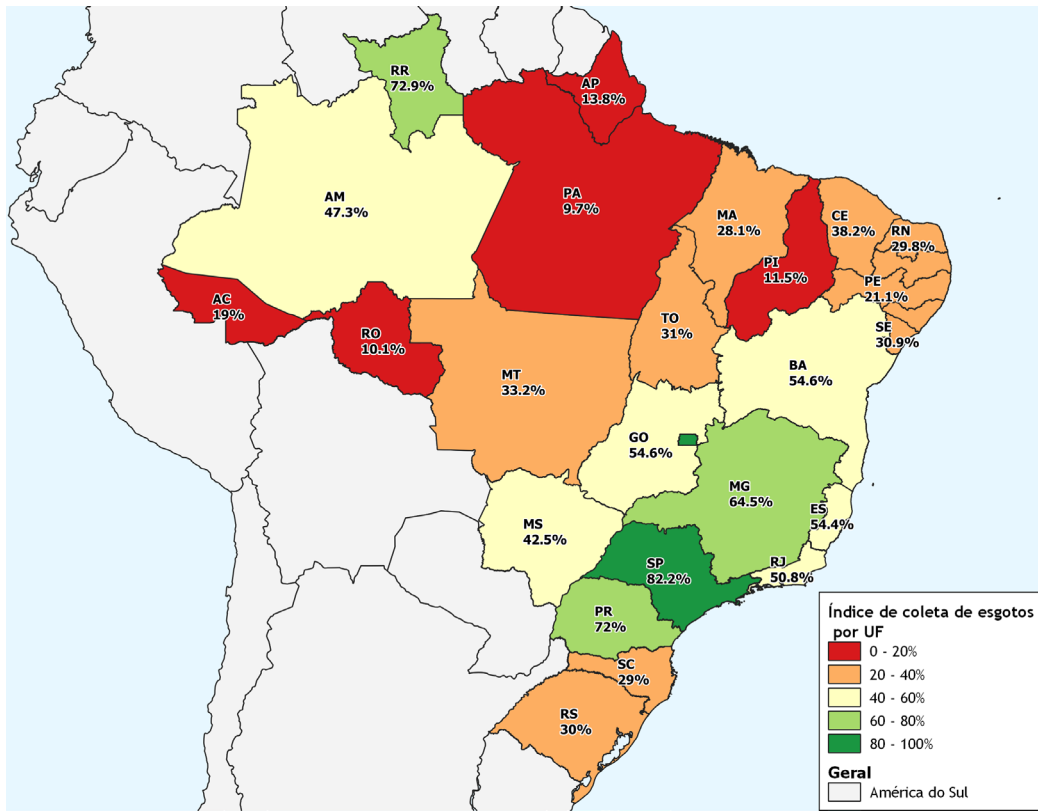 RR
72.9%
AP
13.8%
AM
47.3%
PA
9.7%
MA
28.1%
CE
38.2%
RN
29.8%
PI
11.5%
PE
21.1%
AC
19%
RO
10.1%
TO
31%
SE
30.9%
MT
33.2%
BA
54.6%
GO
54.6%
MG
64.5%
ES
54.4%
MS
42.5%
SP
82.2%
RJ
50.8%
PR
72%
SC
29%
RS
30%
Índice de coleta de esgotos
por UF
0 - 20%
20 - 40%
40 - 60%
60 - 80%
80 - 100%
Geral
América do Sul